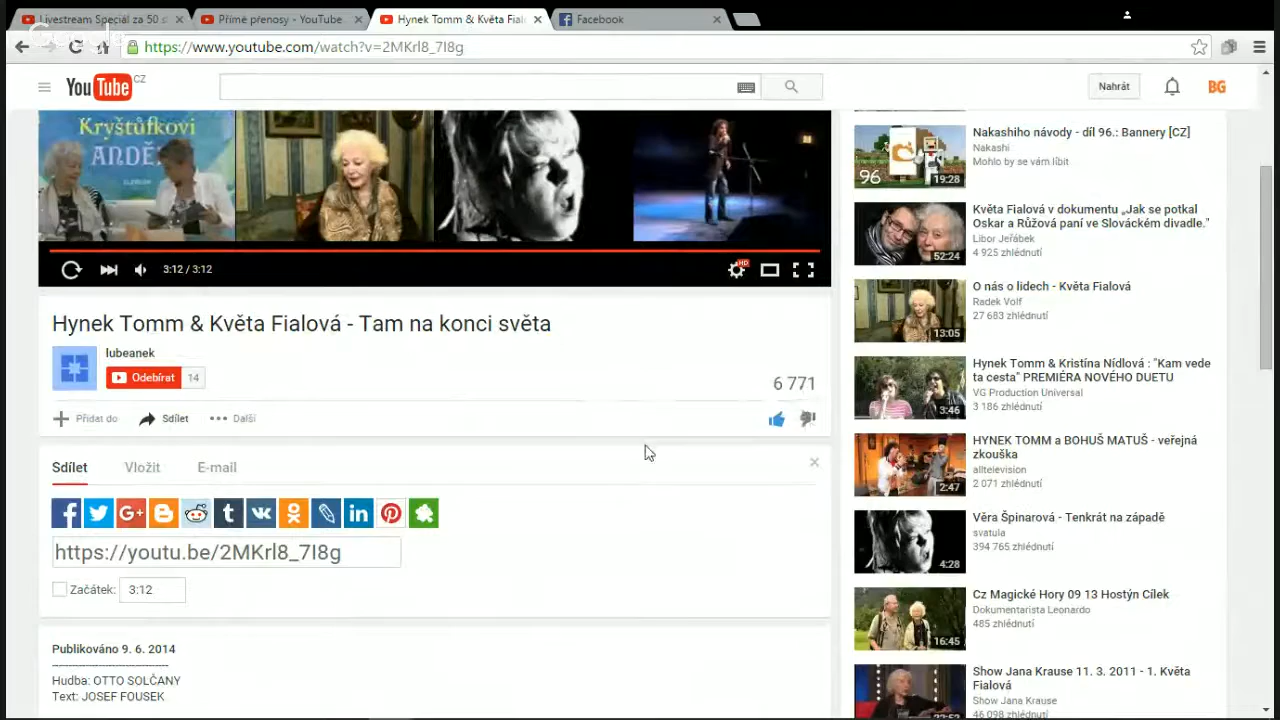 Livestream Speciál za 50 s
Přímé přenosy - YouTube
Hynek Tomm & Květa Fial
Facebook
Google
https://www.youtube.com/watch?v=2MKrl8_7I8g
YouTube CZ
Nahrát
BG
Kryštůfkovi
ANDĚ
3:12 / 3:12
HD
Hynek Tomm & Květa Fialová - Tam na konci světa
lubeanek
Odebírat 14
6 771
Přidat do Sdílet Další
Sdílet Vložit E-mail
https://youtu.be/2MKrl8_7I8g
Začátek: 3:12
Publikováno 9. 6. 2014
Hudba: OTTO SOLČANY
Text: JOSEF FOUSEK
Nakashiho návody - díl 96.: Bannery [CZ]
Nakashi
Mohlo by se vám líbit
96
19:28
Květa Fialová v dokumentu „Jak se potkal
Oskar a Růžová paní ve Slováckém divadle."
Libor Jeřábek
4 925 zhlédnutí
52:24
O nás o lidech - Květa Fialová
Radek Volf
27 683 zhlédnutí
13:05
Hynek Tomm & Kristína Nídlová : "Kam vede
ta cesta" PREMIÉRA NOVÉHO DUETU
VG Production Universal
3 186 zhlédnutí
3:46
HYNEK TOMM a BOHUŠ MATUŠ - veřejná
zkouška
alltelevision
2 071 zhlédnutí
2:47
Věra Špinarová - Tenkrát na západě
svatula
394 765 zhlédnutí
4:28
Cz Magické Hory 09 13 Hostýn Cílek
Dokumentarista Leonardo
485 zhlédnutí
16:45
Show Jana Krause 11. 3. 2011 - 1. Květa
Fialová
Show Jana Krause
46 098 zhlédnutí